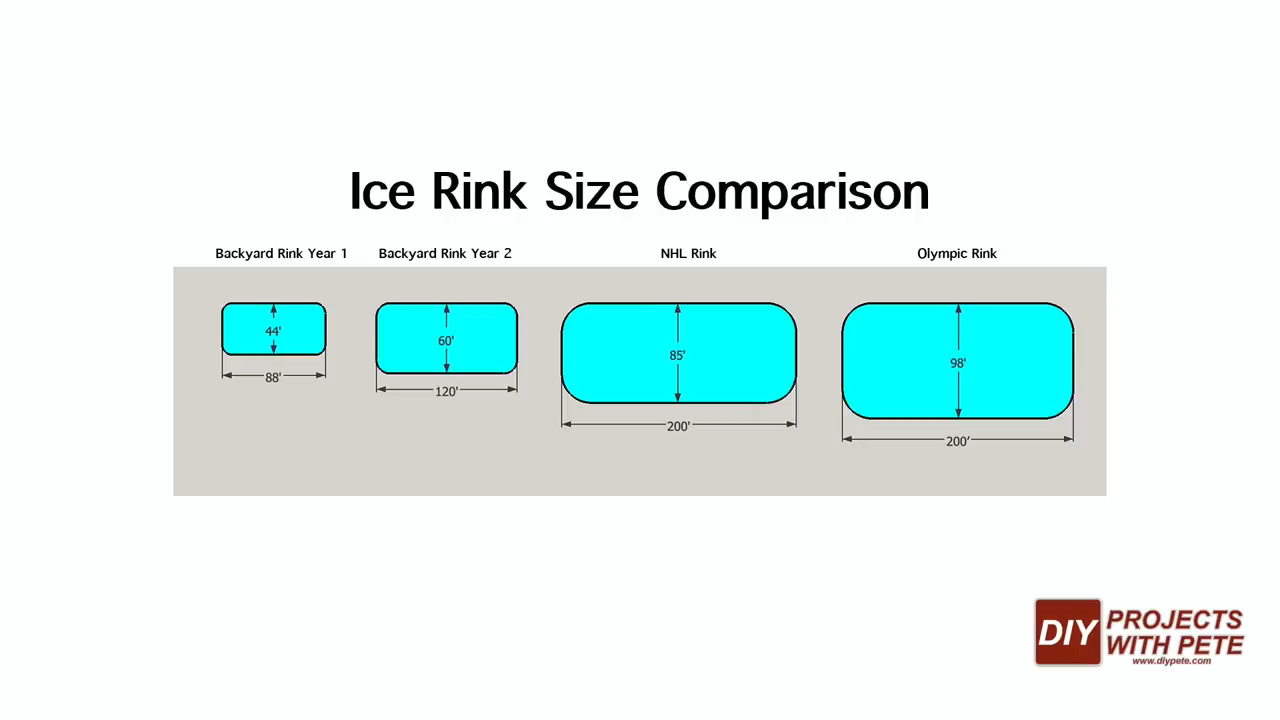 Ice Rink Size Comparison
Backyard Rink Year 1
Backyard Rink Year 2
NHL Rink
Olympic Rink
44'
88'
60'
120'
85'
200'
98'
200'
DIY
PROJECTS
WITH PETE
www.diypete.com